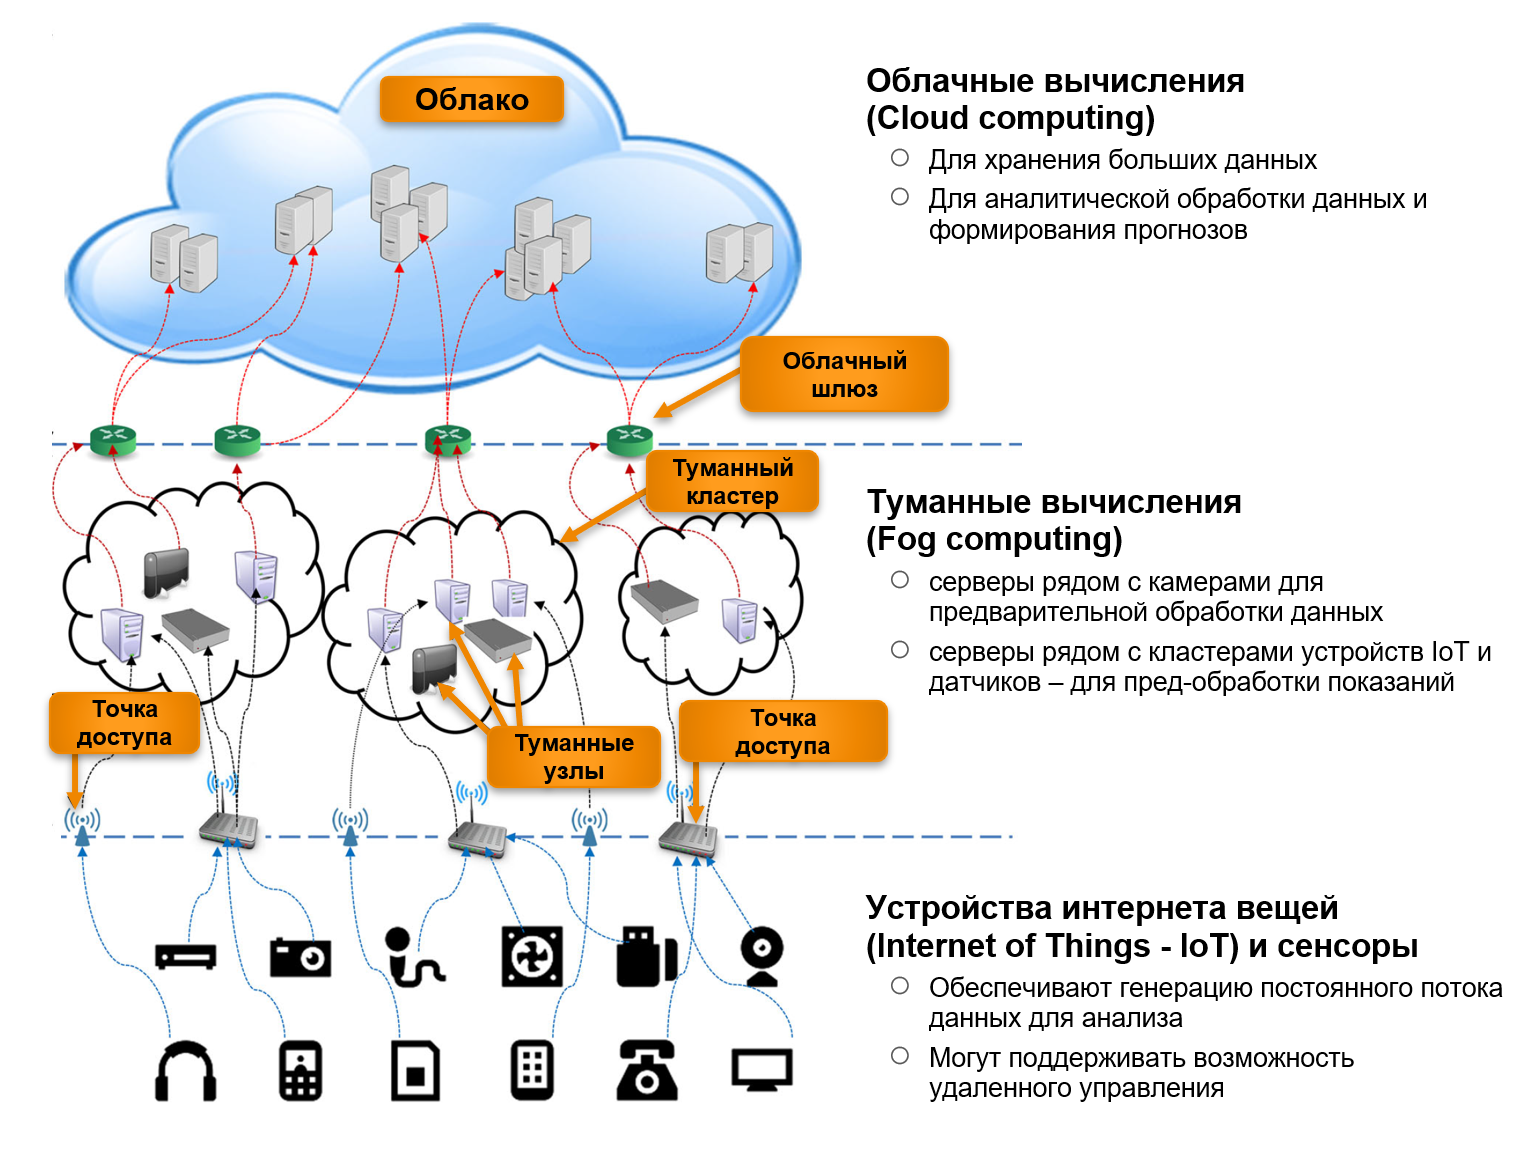 Облако
Облачные вычисления
(Cloud computing)
Для хранения больших данных
Для аналитической обработки данных и
формирования прогнозов
Облачный
шлюз
Туманный
кластер
Туманные вычисления
(Fog computing)
серверы рядом с камерами для
предварительной обработки данных
серверы рядом с кластерами устройств IoT и
датчиков – для пред-обработки показаний
Точка
доступа
Туманные
узлы
Точка
доступа
Устройства интернета вещей
(Internet of Things - IoT) и сенсоры
Обеспечивают генерацию постоянного потока
данных для анализа
Могут поддерживать возможность
удаленного управления